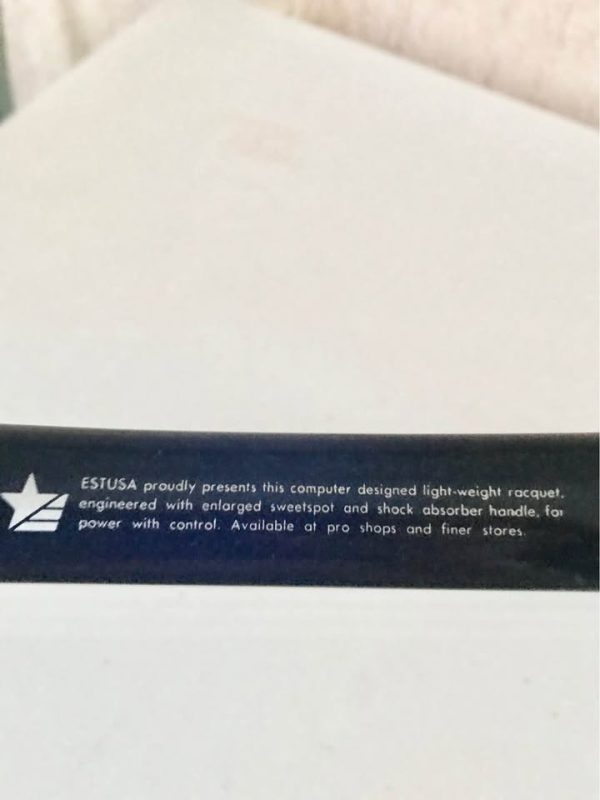 ESTUSA proudly presents this computer designed light-weight racquet,
engineered with enlarged sweetspot and shock absorber handle, for
power with control. Available at pro shops and finer stores.